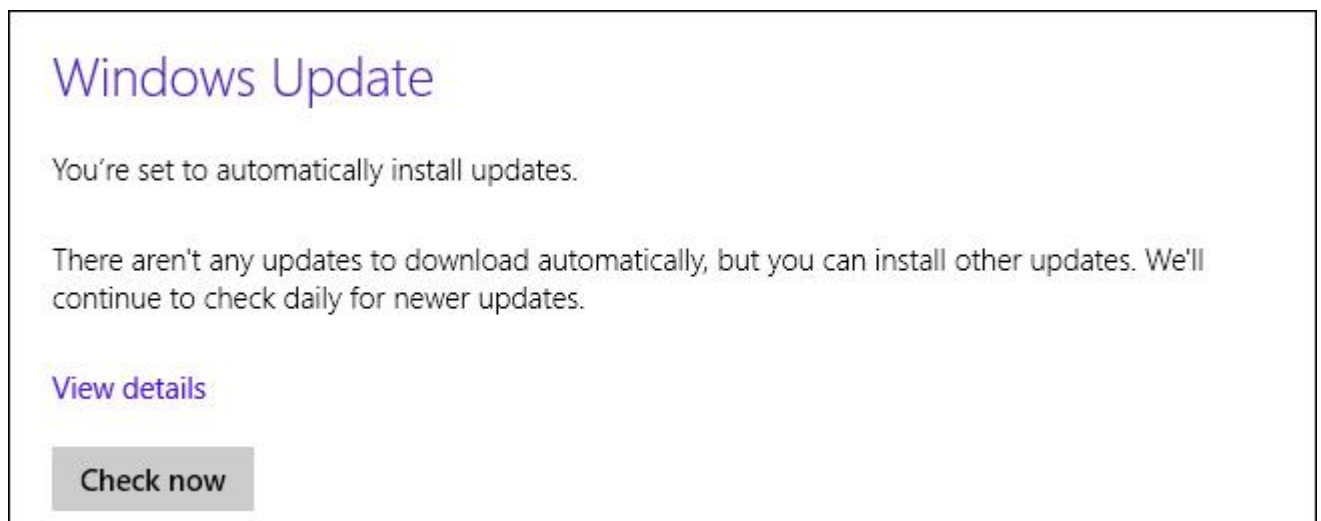 Windows Update
You’re set to automatically install updates.
There aren't any updates to download automatically, but you can install other updates. We'll
continue to check daily for newer updates.
View details
Check now